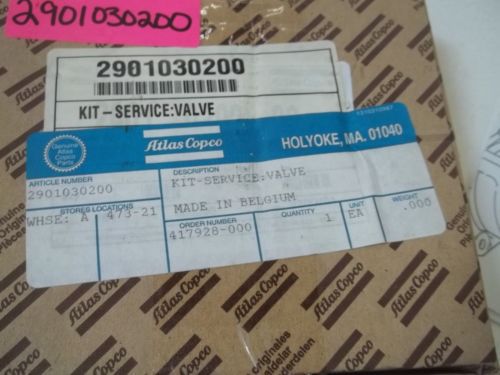 2901030200
2901030200
KIT-SERVICE:VALVE
Genuine
Atlas
Copco
Parts
Atlas Copco
HOLYOKE, MA. 01040
ARTICLE NUMBER
2901030200
DESCRIPTION
KIT-SERVICE:VALVE
MADE IN BELGIUM
STORES LOCATIONS
WHSE: A 473-21
ORDER NUMBER
417928-000
QUANTITY
1
UNIT
EA
WEIGHT
.000
Atlas Copco
Atlas Copco
Atlas Copco
Atlas Copco